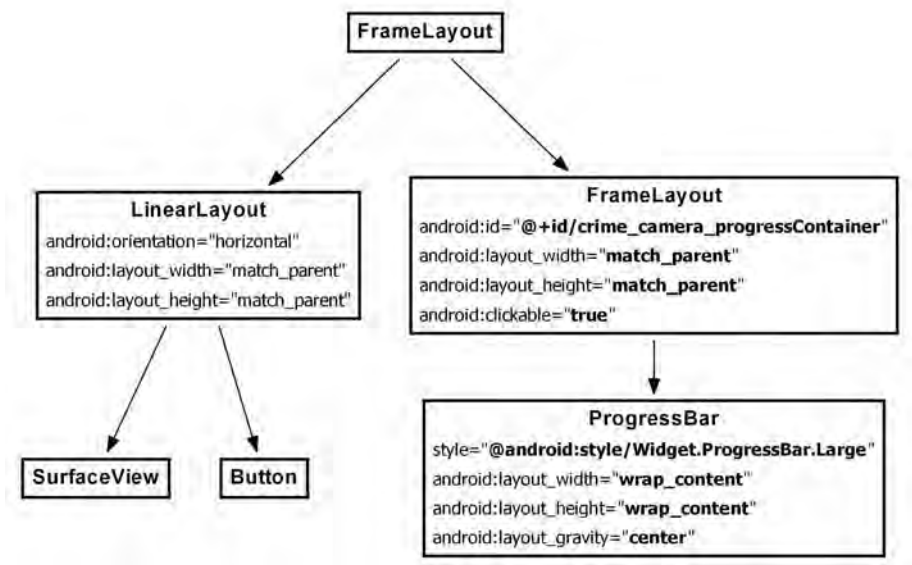 FrameLayout
LinearLayout
android:orientation="horizontal"
android:layout_width="match_parent"
android:layout_height="match_parent"
FrameLayout
android:id="@+id/crime_camera_progressContainer"
android:layout_width="match_parent"
android:layout_height="match_parent"
android:clickable="true"
SurfaceView
Button
ProgressBar
style="@android:style/Widget.ProgressBar.Large"
android:layout_width="wrap_content"
android:layout_height="wrap_content"
android:layout_gravity="center"